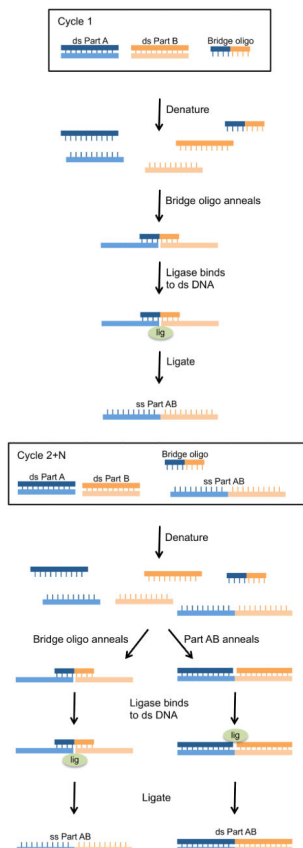 Cycle 1
ds Part A
ds Part B
Bridge oligo
Denature
Bridge oligo anneals
Ligase binds
to ds DNA
lig
Ligate
ss Part AB
Cycle 2+N
Bridge oligo
ds Part A
ds Part B
ss Part AB
Denature
Bridge oligo anneals
Part AB anneals
Ligase binds
to ds DNA
lig
lig
Ligate
ss Part AB
ds Part AB